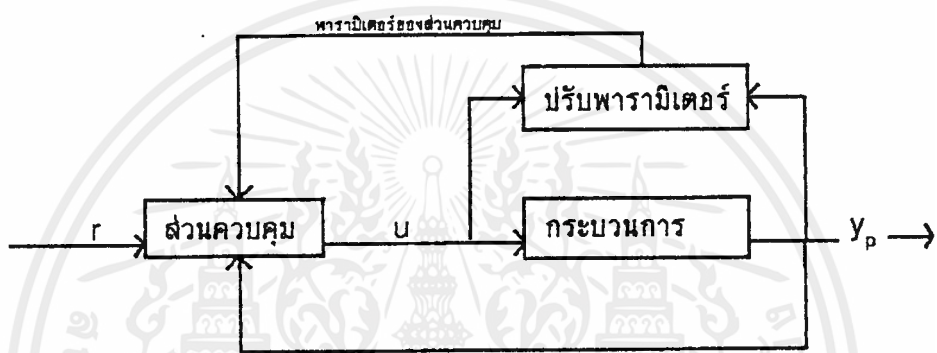 พารามิเตอร์ของส่วนควบคุม
ปรับพารามิเตอร์
r
ส่วนควบคุม
u
กระบวนการ
yp